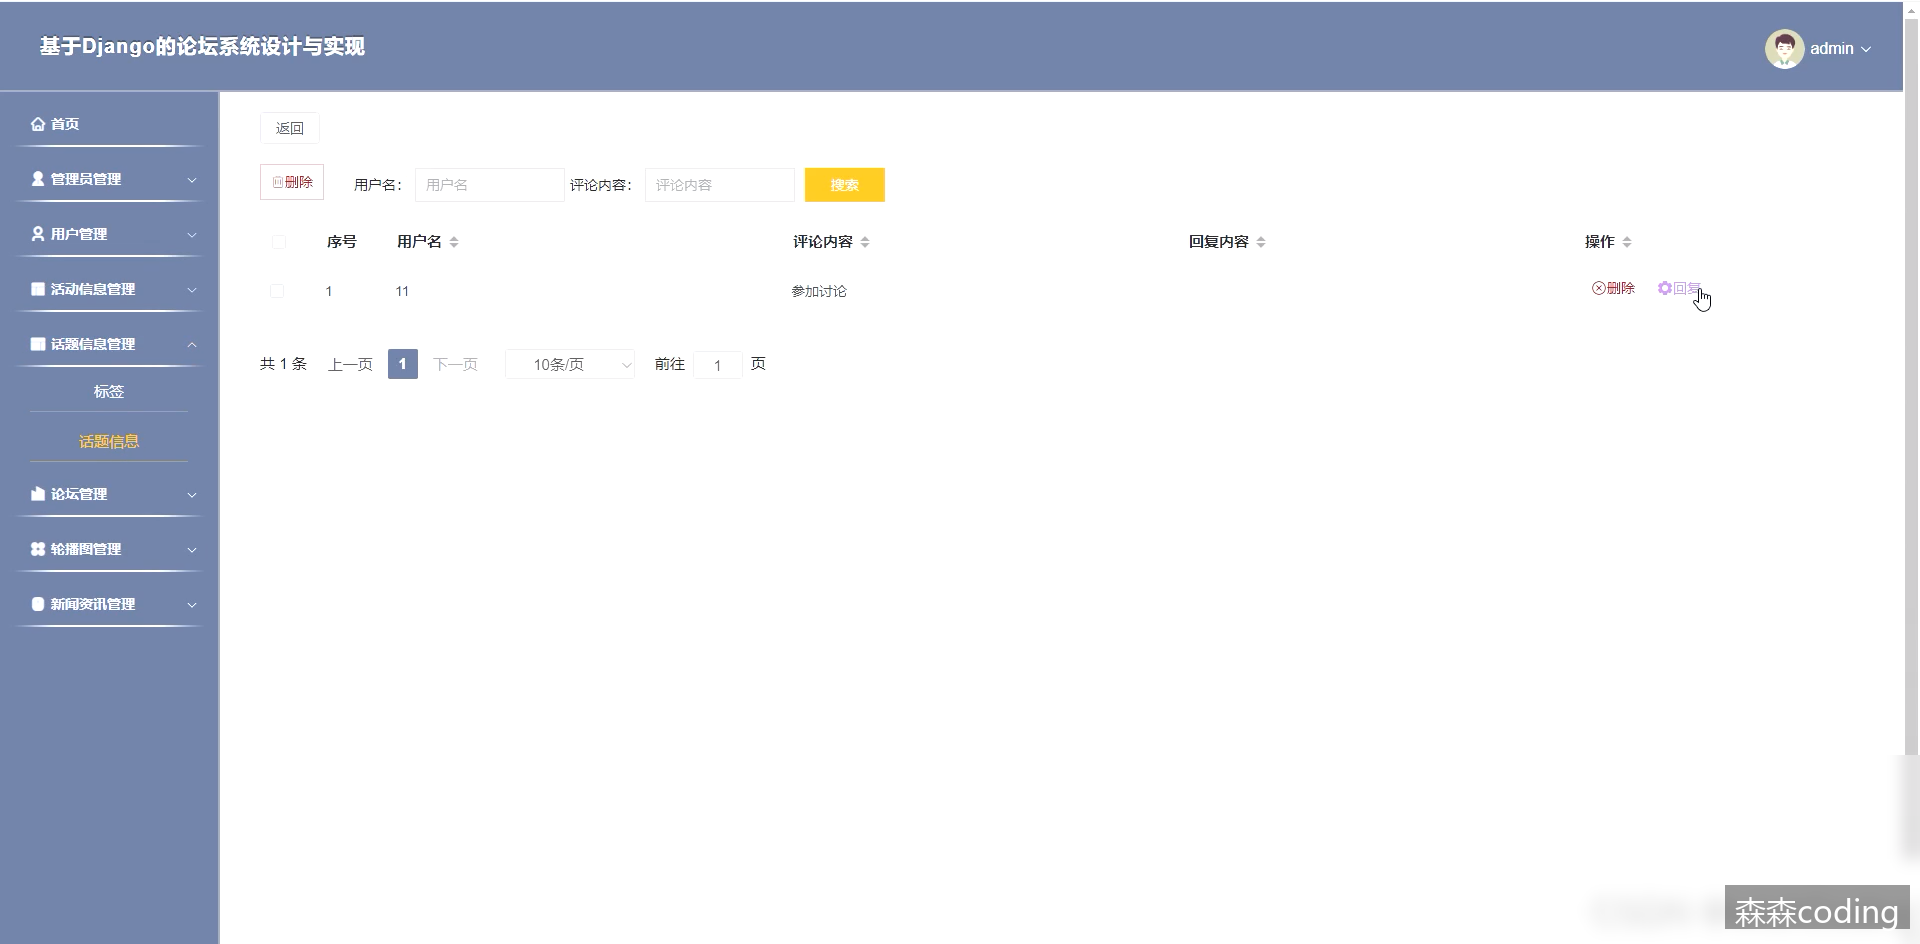 基于Django的论坛系统设计与实现
admin
首页
管理员管理
用户管理
活动信息管理
话题信息管理
标签
话题信息
论坛管理
轮播图管理
新闻资讯管理
返回
删除 用户名： 用户名 评论内容： 评论内容 搜索
序号 用户名 评论内容 回复内容 操作
1 11 参加讨论 删除 回复
共 1 条 上一页 1 下一页 10条/页 前往 1 页
森森coding